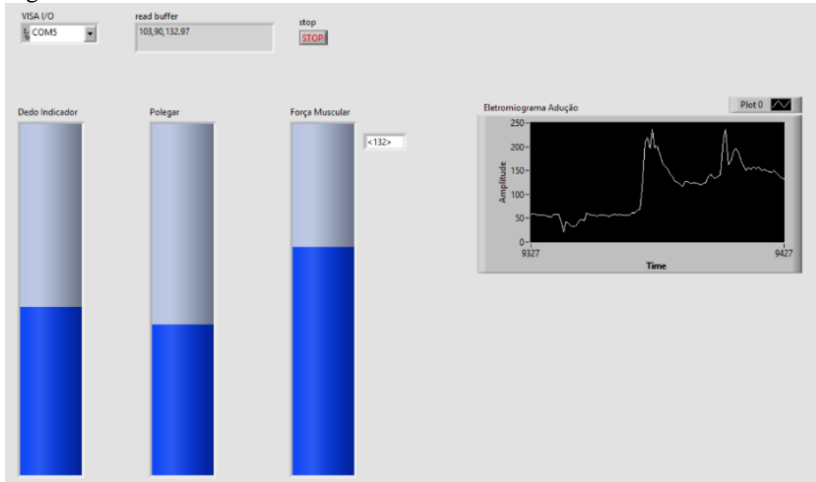 VISA I/O
COM5
read buffer
103,90,132.97
stop
STOP
Dedo Indicador
Polegar
Força Muscular
<132>
Eletromiograma Adução
Plot 0
Amplitude
250
200
150
100
50
0
9327
9427
Time